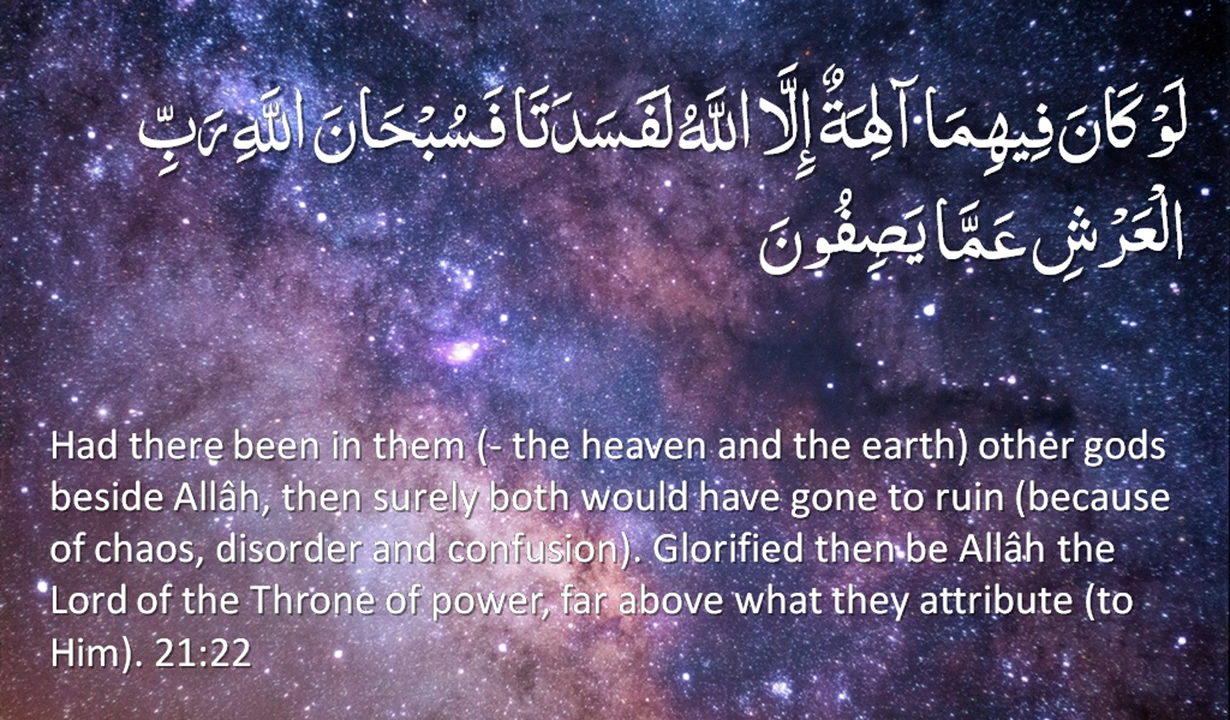 لَوْ كَانَ فِيهِمَا آلِهَةٌ إِلَّا اللَّهُ لَفَسَدَتَا فَسُبْحَانَ اللَّهِ رَبِّ
الْعَرْشِ عَمَّا يَصِفُونَ
Had there been in them (- the heaven and the earth) other gods
beside Allâh, then surely both would have gone to ruin (because
of chaos, disorder and confusion). Glorified then be Allâh the
Lord of the Throne of power, far above what they attribute (to
Him). 21:22